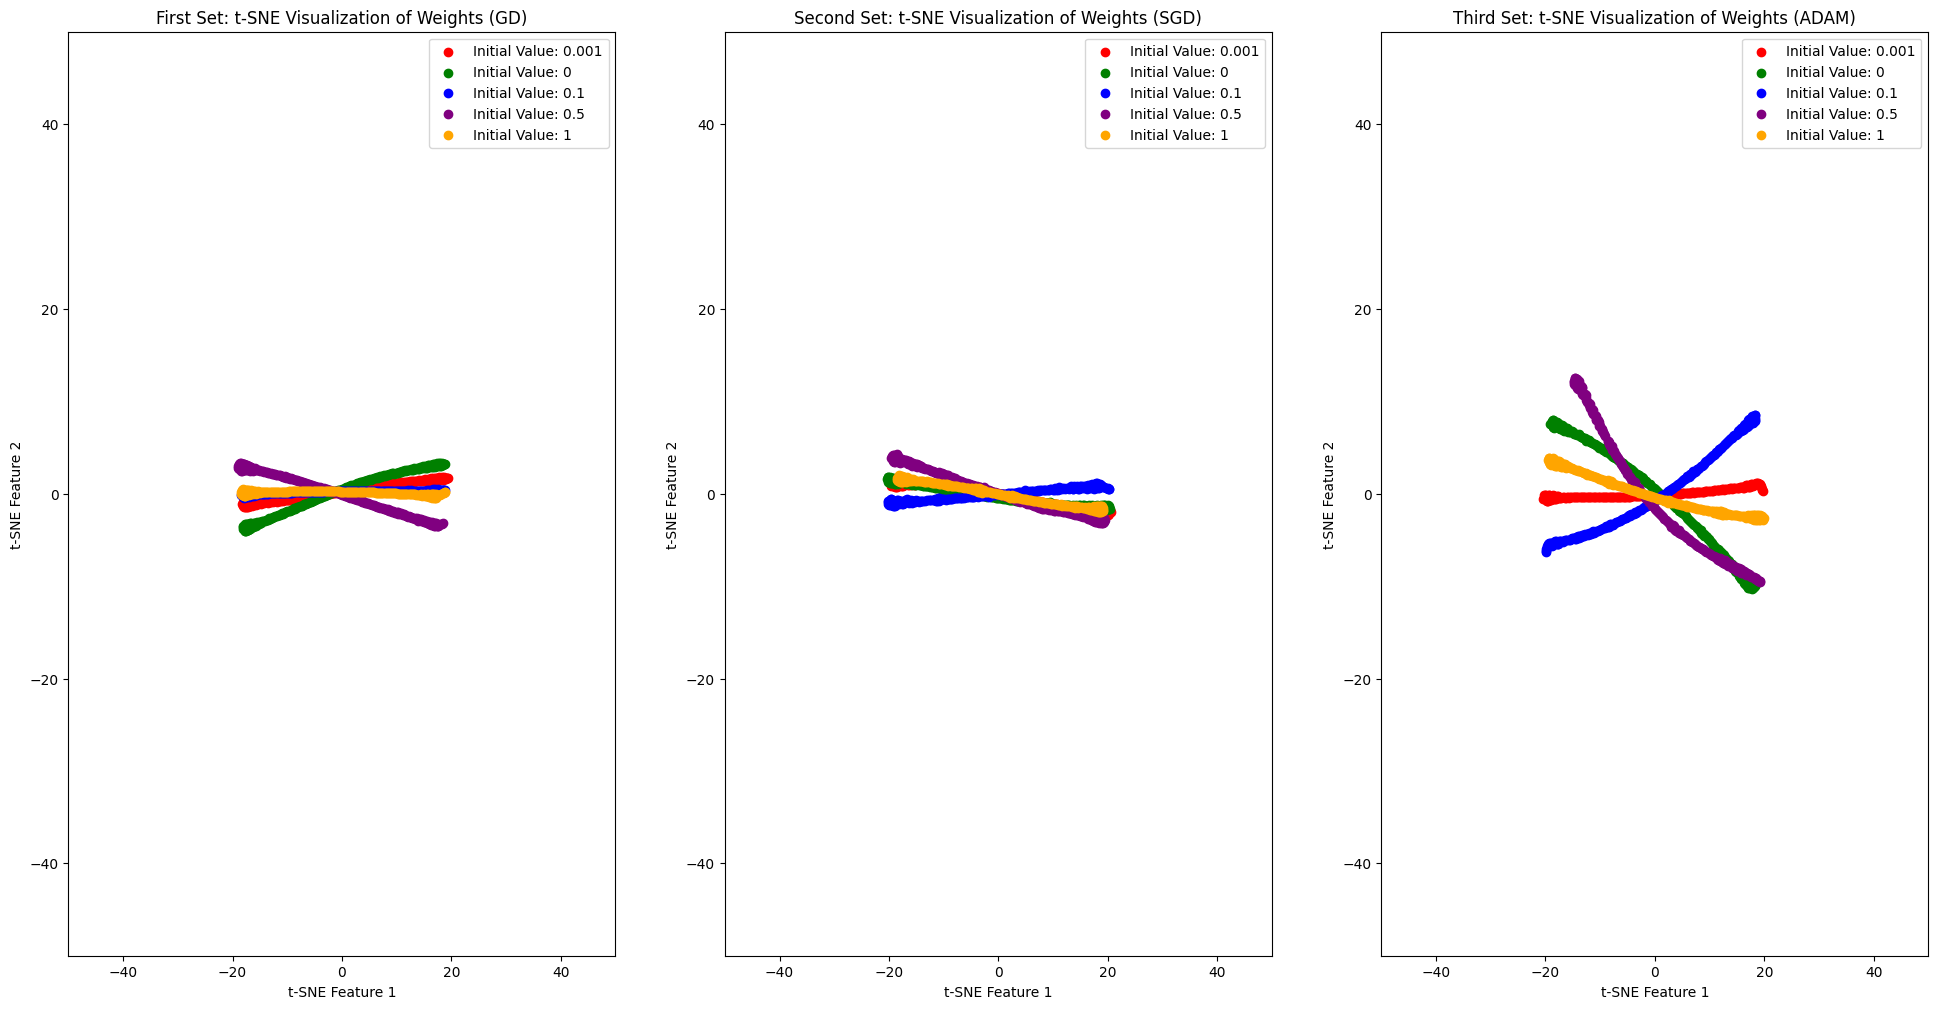 First Set: t-SNE Visualization of Weights (GD)
Initial Value: 0.001
Initial Value: 0
Initial Value: 0.1
Initial Value: 0.5
Initial Value: 1
40
20
0
−20
−40
t-SNE Feature 2
−40
−20
0
20
40
t-SNE Feature 1
Second Set: t-SNE Visualization of Weights (SGD)
Initial Value: 0.001
Initial Value: 0
Initial Value: 0.1
Initial Value: 0.5
Initial Value: 1
40
20
0
−20
−40
t-SNE Feature 2
−40
−20
0
20
40
t-SNE Feature 1
Third Set: t-SNE Visualization of Weights (ADAM)
Initial Value: 0.001
Initial Value: 0
Initial Value: 0.1
Initial Value: 0.5
Initial Value: 1
40
20
0
−20
−40
t-SNE Feature 2
−40
−20
0
20
40
t-SNE Feature 1